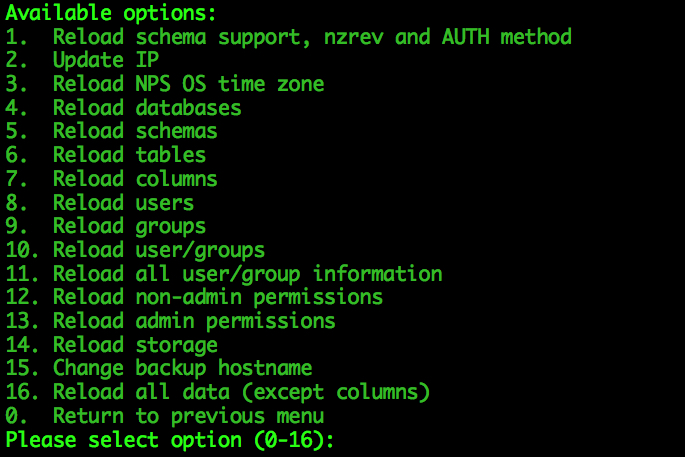 Available options:
1.  Reload schema support, nzrev and AUTH method
2.  Update IP
3.  Reload NPS OS time zone
4.  Reload databases
5.  Reload schemas
6.  Reload tables
7.  Reload columns
8.  Reload users
9.  Reload groups
10. Reload user/groups
11. Reload all user/group information
12. Reload non-admin permissions
13. Reload admin permissions
14. Reload storage
15. Change backup hostname
16. Reload all data (except columns)
0.  Return to previous menu
Please select option (0-16):